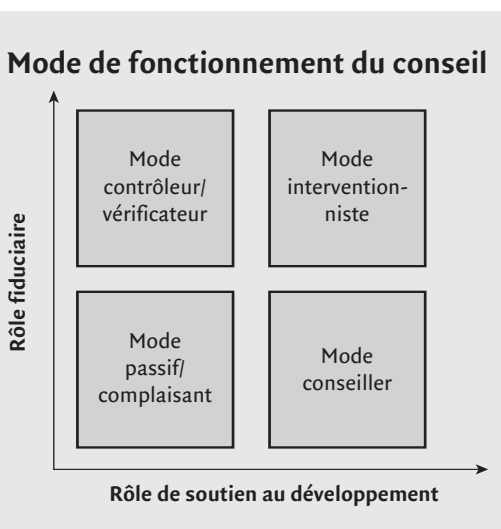 Mode de fonctionnement du conseil
Rôle fiduciaire
Mode
contrôleur/
vérificateur
Mode
intervention-
niste
Mode
passif/
complaisant
Mode
conseiller
Rôle de soutien au développement